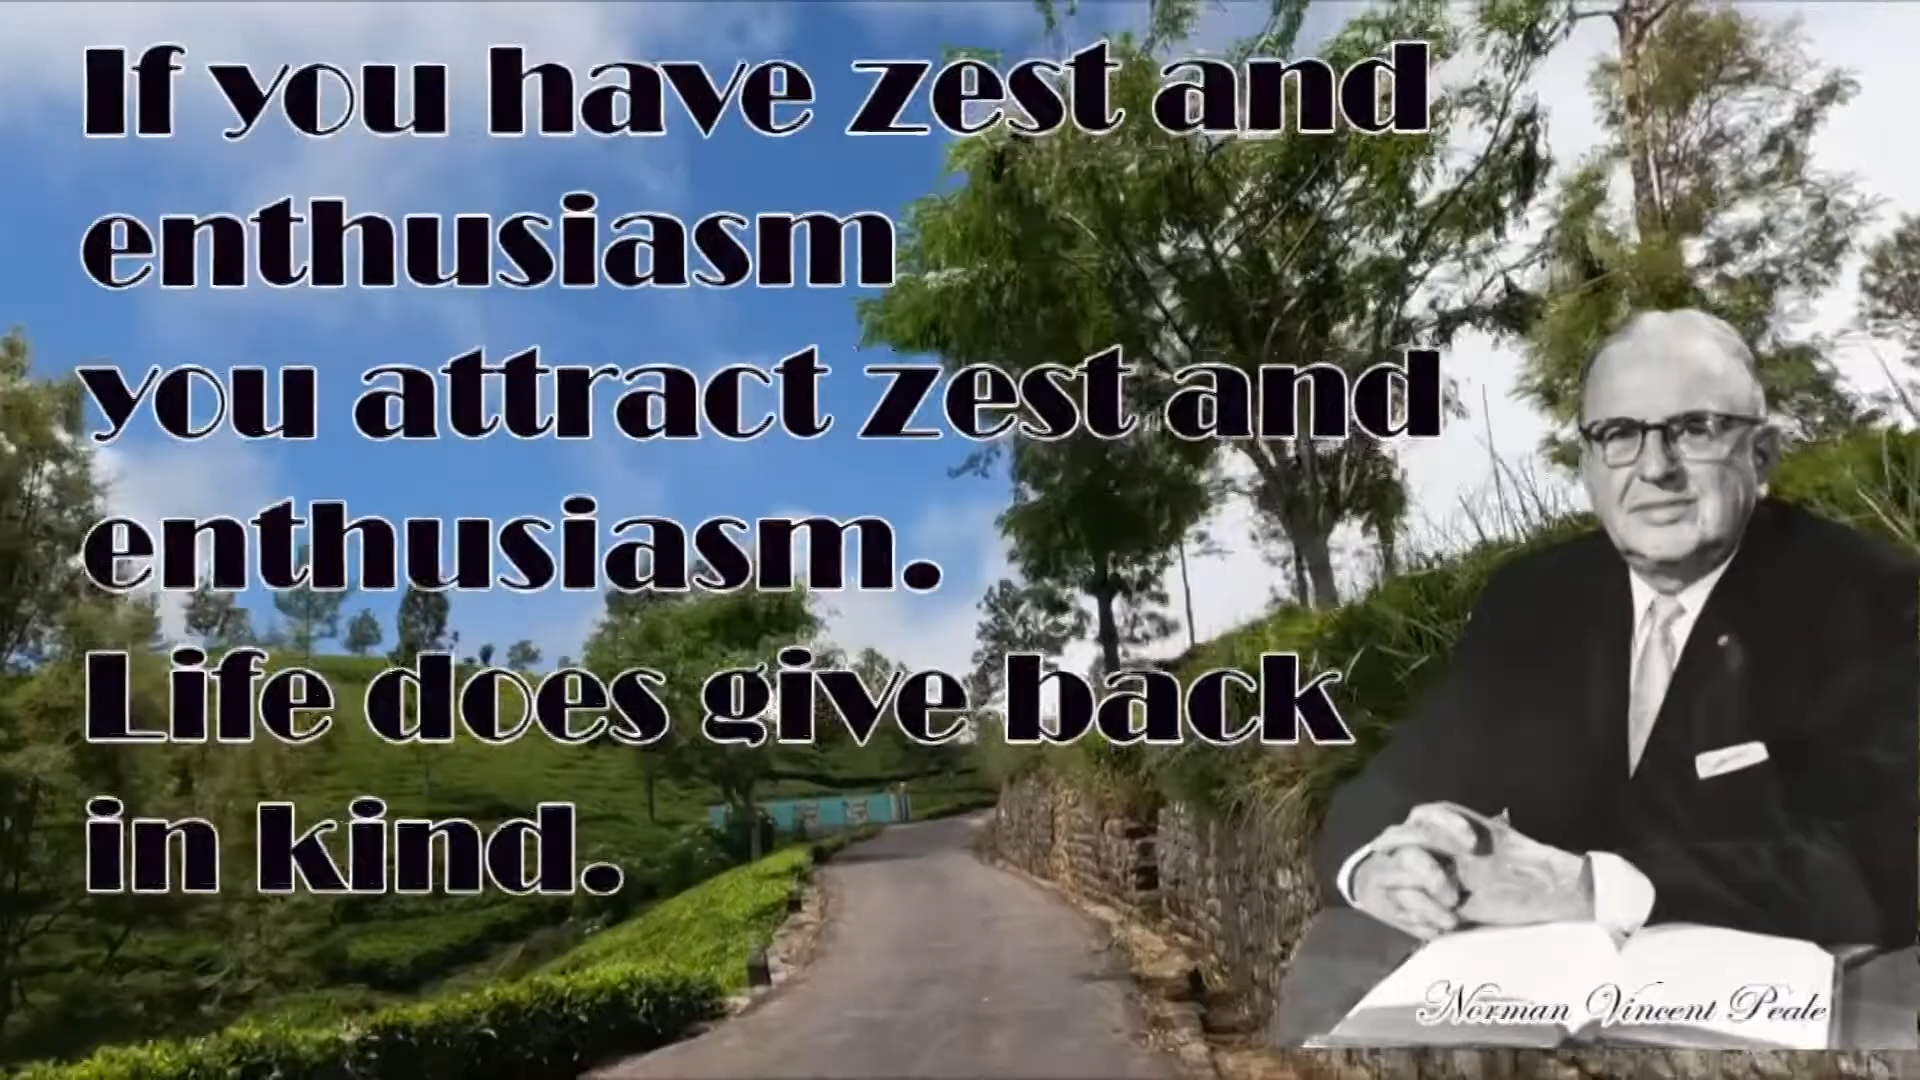 If you have zest and
enthusiasm
you attract zest and
enthusiasm.
Life does give back
in kind.
Norman Vincent Peale